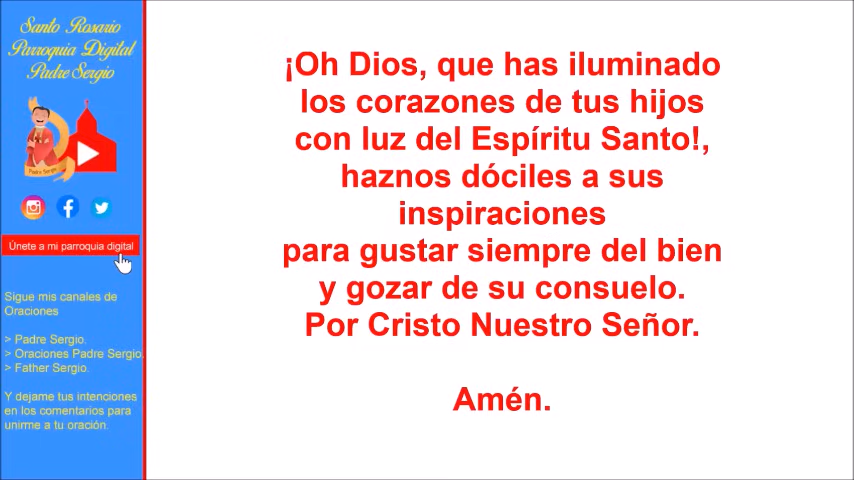 Santo Rosario
Parroquia Digital
Padre Sergio
Padre Sergio
Únete a mi parroquia digital
Sigue mis canales de
Oraciones
> Padre Sergio.
> Oraciones Padre Sergio.
> Father Sergio.
Y dejame tus intenciones
en los comentarios para
unirme a tu oración.
¡Oh Dios, que has iluminado
los corazones de tus hijos
con luz del Espíritu Santo!,
haznos dóciles a sus
inspiraciones
para gustar siempre del bien
y gozar de su consuelo.
Por Cristo Nuestro Señor.
Amén.